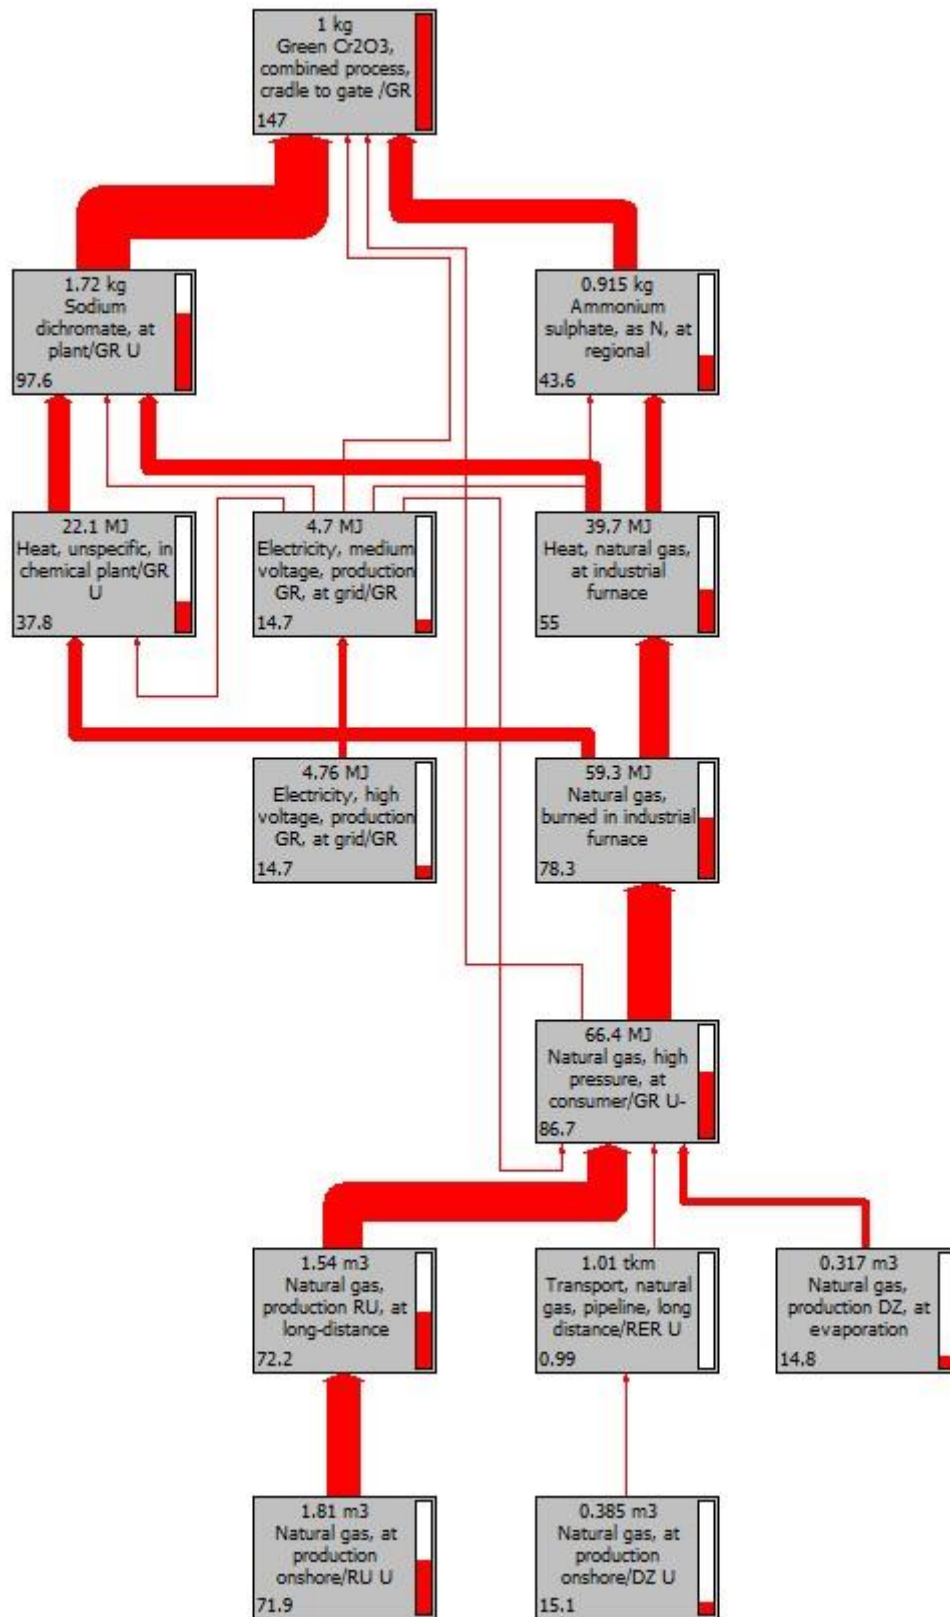 1 kg
Green Cr2O3,
combined process,
cradle to gate /GR
147
1.72 kg
Sodium
dichromate, at
plant/GR U
97.6
0.915 kg
Ammonium
sulphate, as N, at
regional
43.6
22.1 MJ
Heat, unspecific, in
chemical plant/GR
U
37.8
4.7 MJ
Electricity, medium
voltage, production
GR, at grid/GR
14.7
39.7 MJ
Heat, natural gas,
at industrial
furnace
55
4.76 MJ
Electricity, high
voltage, production
GR, at grid/GR
14.7
59.3 MJ
Natural gas,
burned in industrial
furnace
78.3
66.4 MJ
Natural gas, high
pressure, at
consumer/GR U-
86.7
1.54 m3
Natural gas,
production RU, at
long-distance
72.2
1.01 tkm
Transport, natural
gas, pipeline, long
distance/RER U
0.99
0.317 m3
Natural gas,
production DZ, at
evaporation
14.8
1.81 m3
Natural gas, at
production
onshore/RU U
71.9
0.385 m3
Natural gas, at
production
onshore/DZ U
15.1